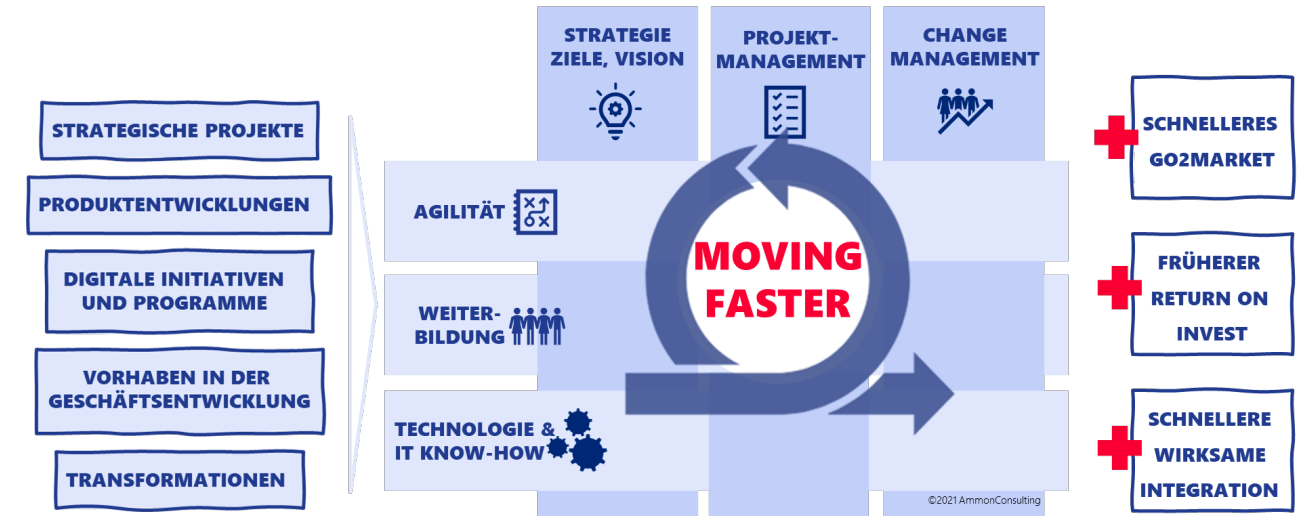 STRATEGISCHE PROJEKTE
PRODUKTENTWICKLUNGEN
DIGITALE INITIATIVEN
UND PROGRAMME
VORHABEN IN DER
GESCHÄFTSENTWICKLUNG
TRANSFORMATIONEN
STRATEGIE
ZIELE, VISION
PROJEKT-
MANAGEMENT
CHANGE
MANAGEMENT
AGILITÄT
WEITER-
BILDUNG
TECHNOLOGIE &
IT KNOW-HOW
MOVING
FASTER
©2021 AmmonConsulting
SCHNELLERES
GO2MARKET
FRÜHERER
RETURN ON
INVEST
SCHNELLERE
WIRKSAME
INTEGRATION